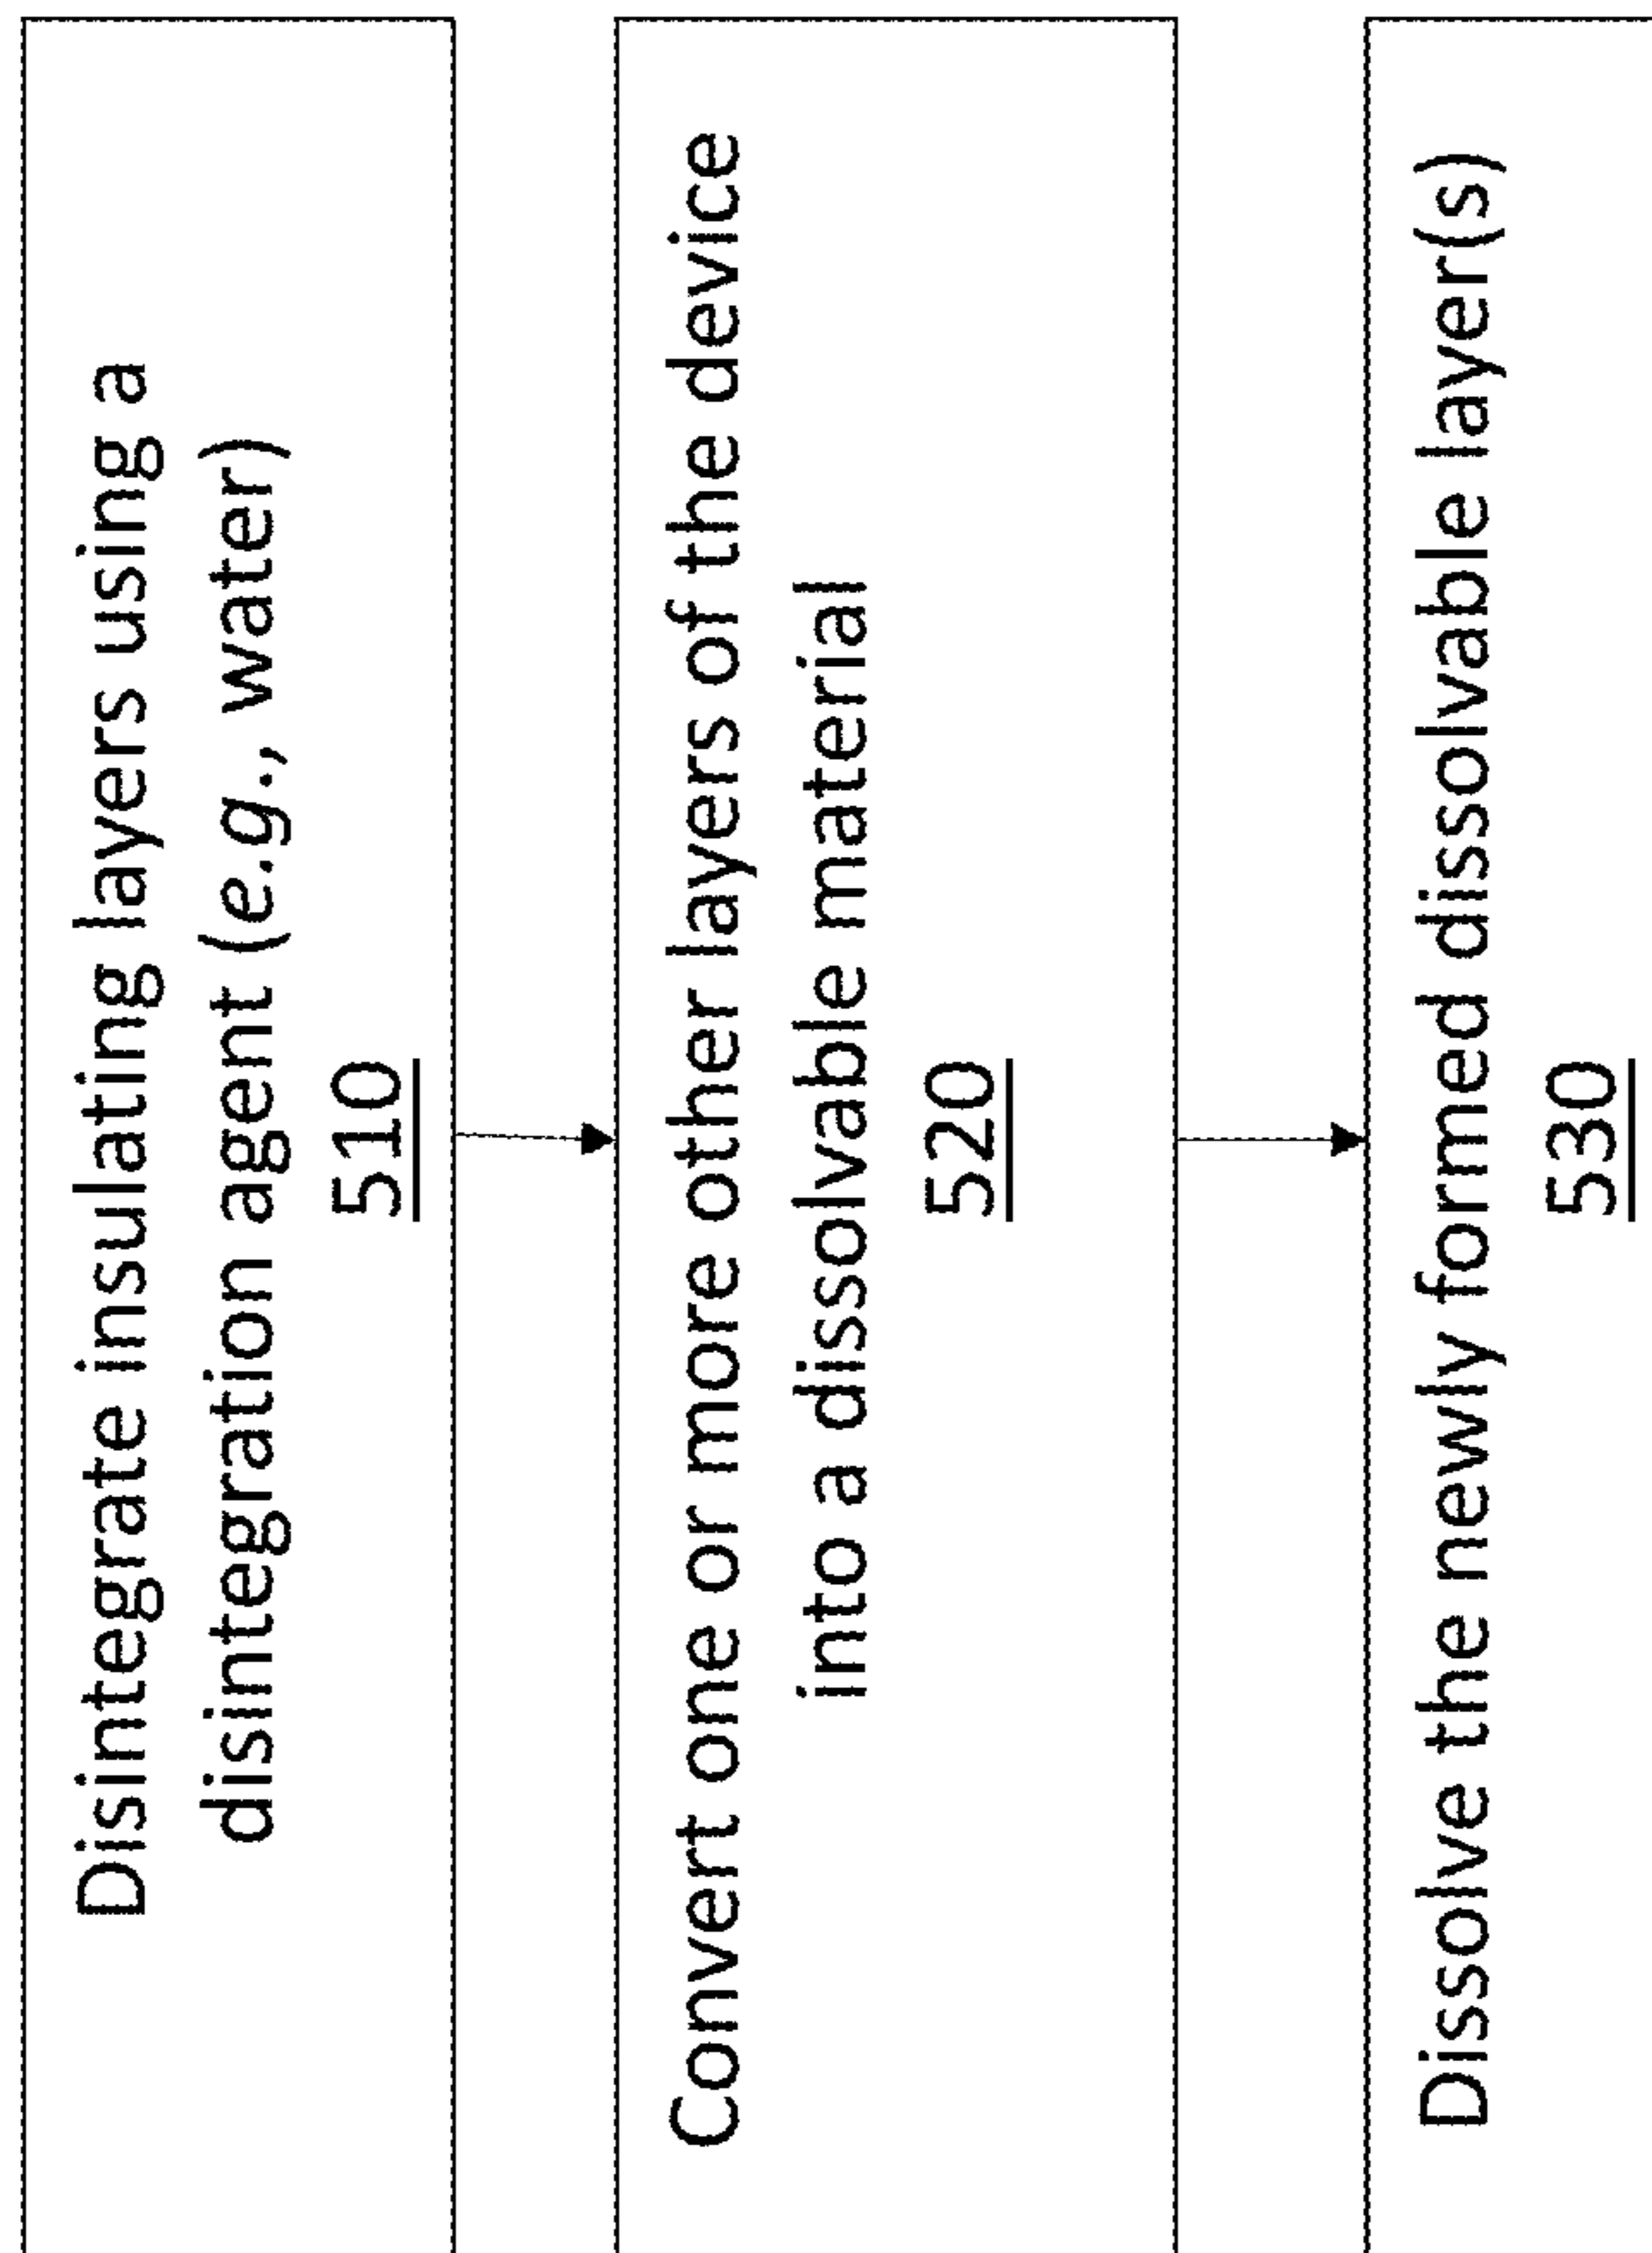 Disintegrate insulating layers using a
disintegration agent (e.g., water)
510
Convert one or more other layers of the device
into a dissolvable material
520
Dissolve the newly formed dissolvable layer(s)
530